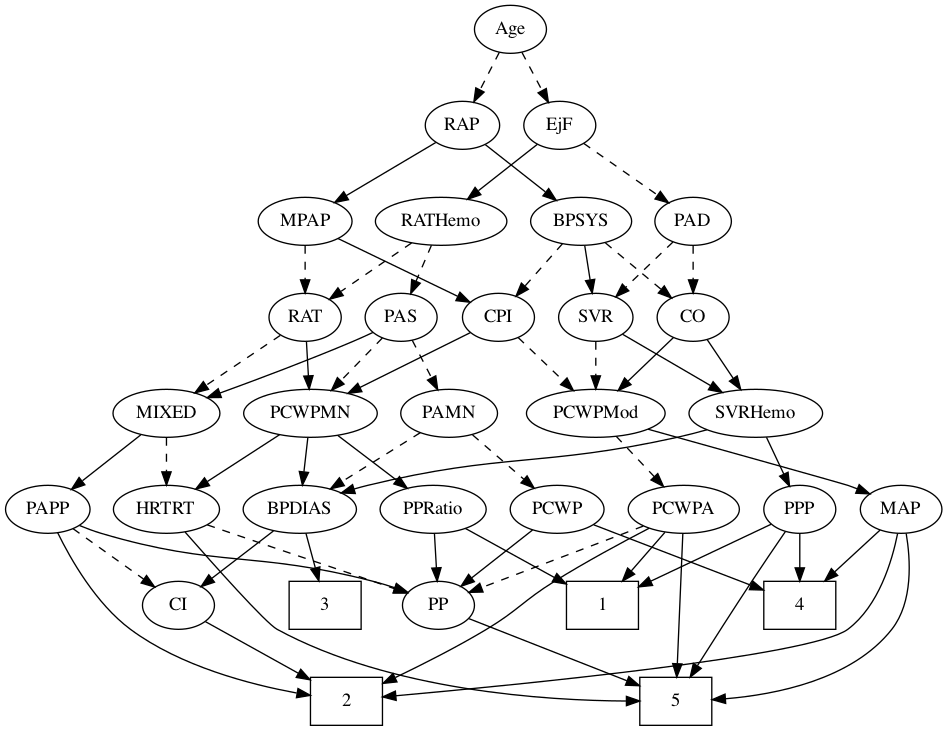 Age
RAP
EjF
MPAP
RATHemo
BPSYS
PAD
RAT
PAS
CPI
SVR
CO
MIXED
PCWPMN
PAMN
PCWPMod
SVRHemo
PAPP
HRTRT
BPDIAS
PPRatio
PCWP
PCWPA
PPP
MAP
CI
3
PP
1
4
2
5